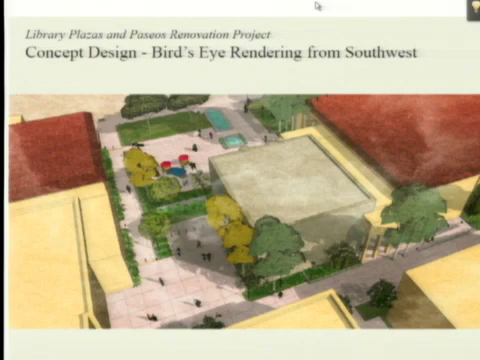 Library Plazas and Paseos Renovation Project
Concept Design - Bird's Eye Rendering from Southwest